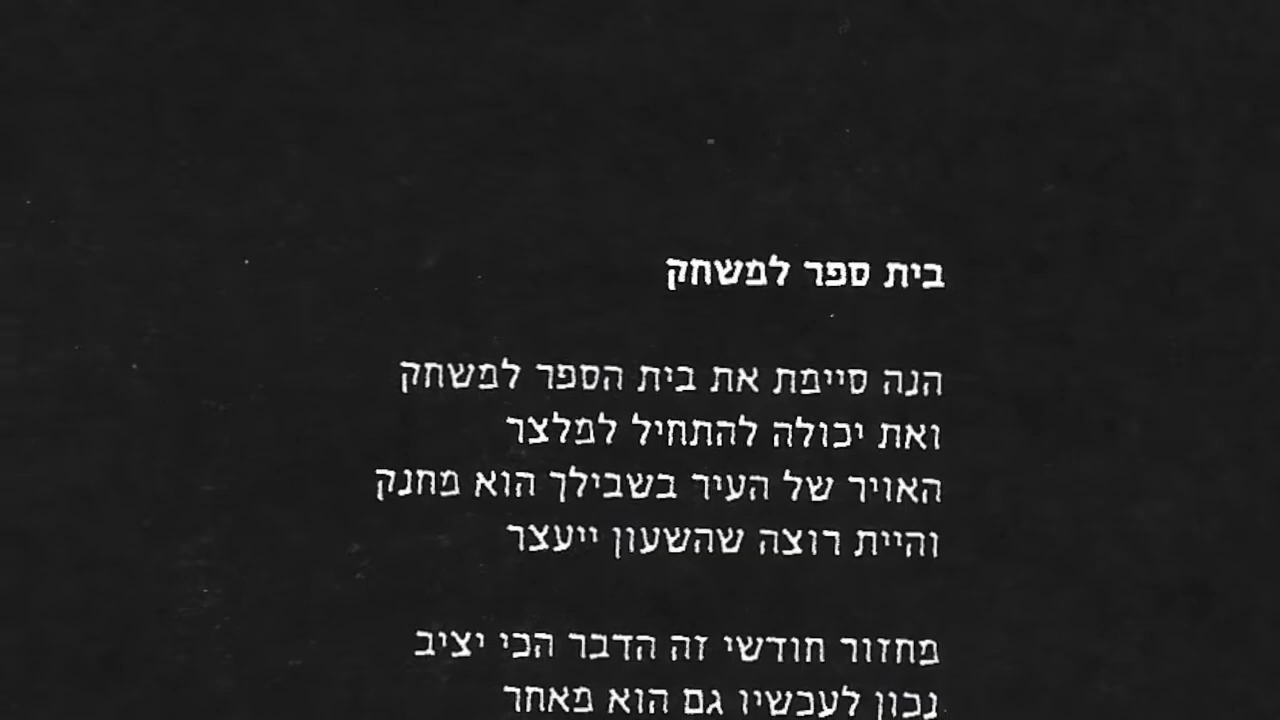 בית ספר למשחק
הנה סיימת את בית הספר למשחק
ואת יכולה להתחיל למלצר
האויר של העיר בשבילך הוא מחנק
והיית רוצה שהשעון ייעצר
מחזור חודשי זה הדבר הכי יציב
נכון לעכשיו גם הוא מאחר